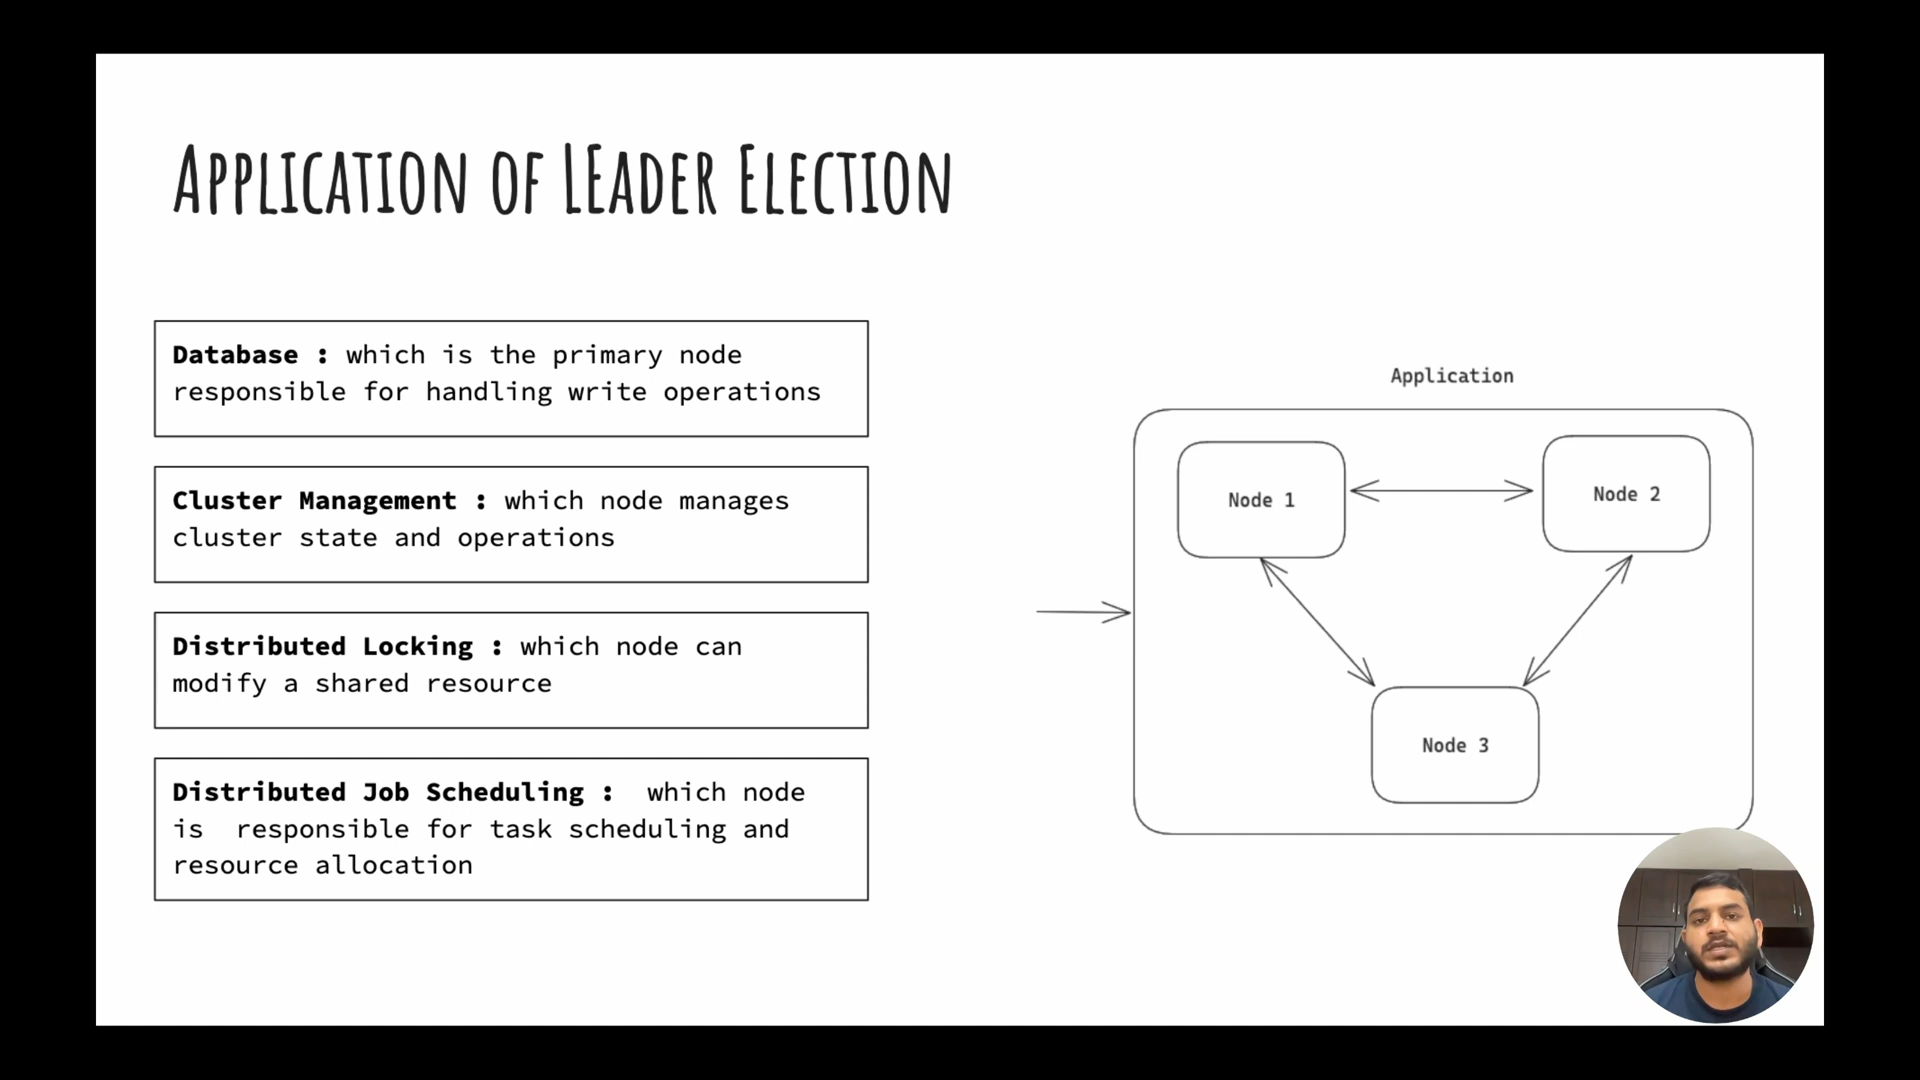 Application of LEader Election
Database : which is the primary node
responsible for handling write operations
Cluster Management : which node manages
cluster state and operations
Distributed Locking : which node can
modify a shared resource
Distributed Job Scheduling :  which node
is  responsible for task scheduling and
resource allocation
Application
Node 1
Node 2
Node 3